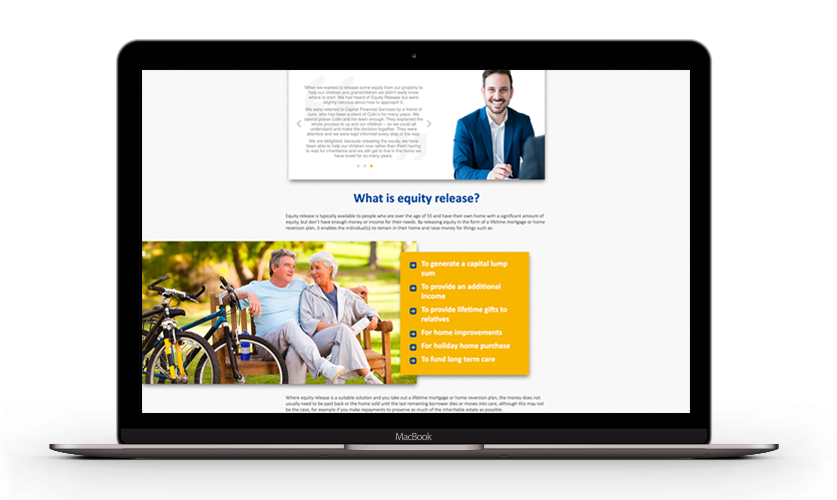 When we wanted to release some equity from our property to
help our children and grandchildren we didn't really know
where to start. We had heard of Equity Release but were
slightly nervous about how to approach it.
We were referred to Capital Financial Services by a friend of
ours, who has been a client of Colin's for many years. We
cannot praise Colin and his team enough. They explained the
whole process to us and our children – so we could all
understand and make the decision together. They were
attentive and we were kept informed every step of the way.
We are delighted, because releasing the equity, we have
been able to help our children now rather than them having
to wait for inheritance and we still get to live in the home we
have loved for so many years.
What is equity release?
Equity release is typically available to people who are over the age of 55 and have their own home with a significant amount of
equity, but don't have enough money or income for their needs. By releasing equity in the form of a lifetime mortgage or home
reversion plan, it enables the individual(s) to remain in their home and raise money for things such as:
To generate a capital lump
sum
To provide an additional
income
To provide lifetime gifts to
relatives
For home improvements
For holiday home purchase
To fund long term care
Where equity release is a suitable solution and you take out a lifetime mortgage or home reversion plan, the money does not
usually need to be paid back or the home sold until the last remaining borrower dies or moves into care, although this may not
be the case, for example if you make repayments to preserve as much of the inheritable estate as possible.
MacBook